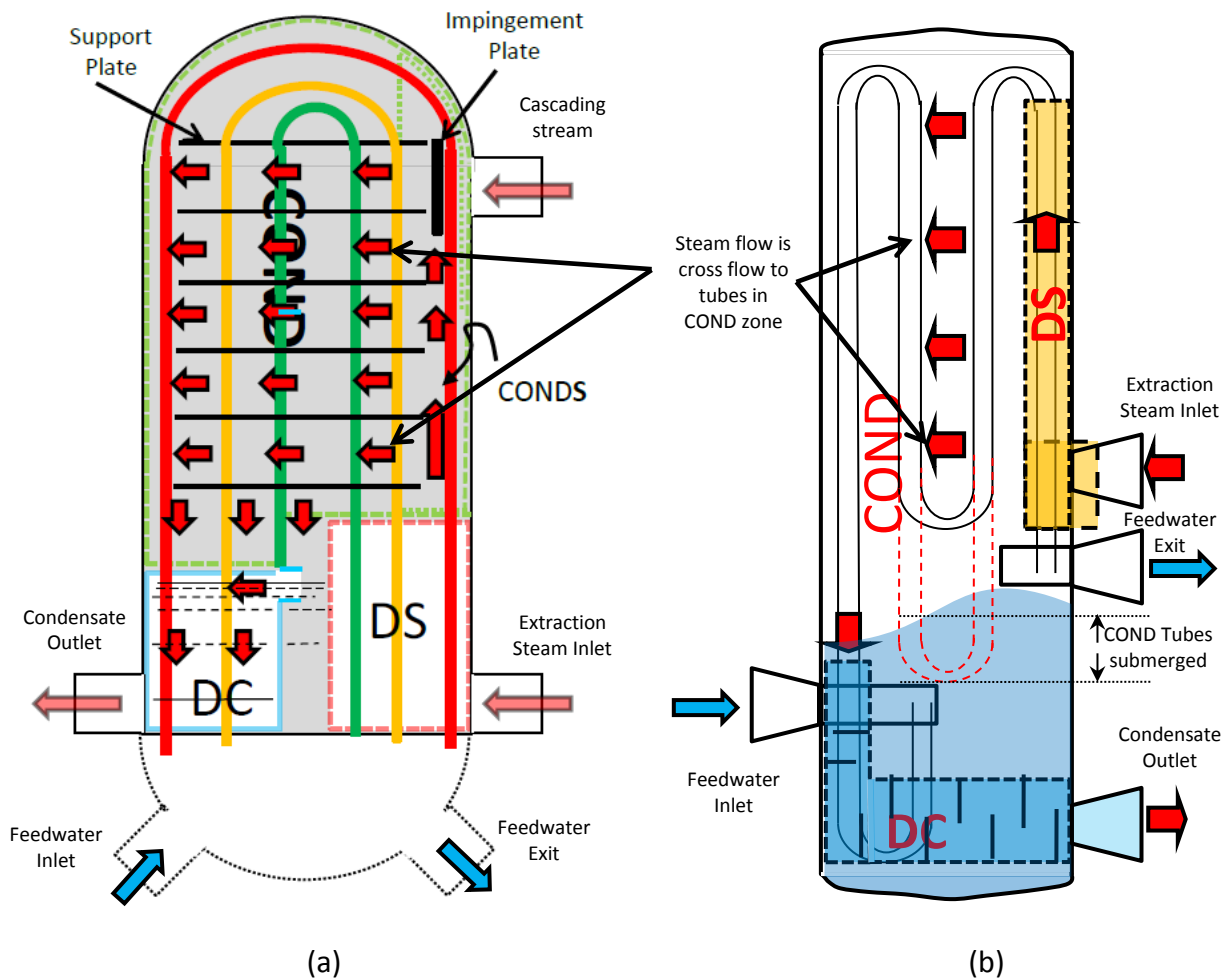 Support
Plate
Impingement
Plate
Cascading
stream
COND
CONDS
Condensate
Outlet
DC
DS
Extraction
Steam Inlet
Feedwater
Inlet
Feedwater
Exit
(a)
Steam flow is
cross flow to
tubes in
COND zone
COND
DS
Extraction
Steam Inlet
Feedwater
Exit
COND Tubes
submerged
Feedwater
Inlet
DC
Condensate
Outlet
(b)